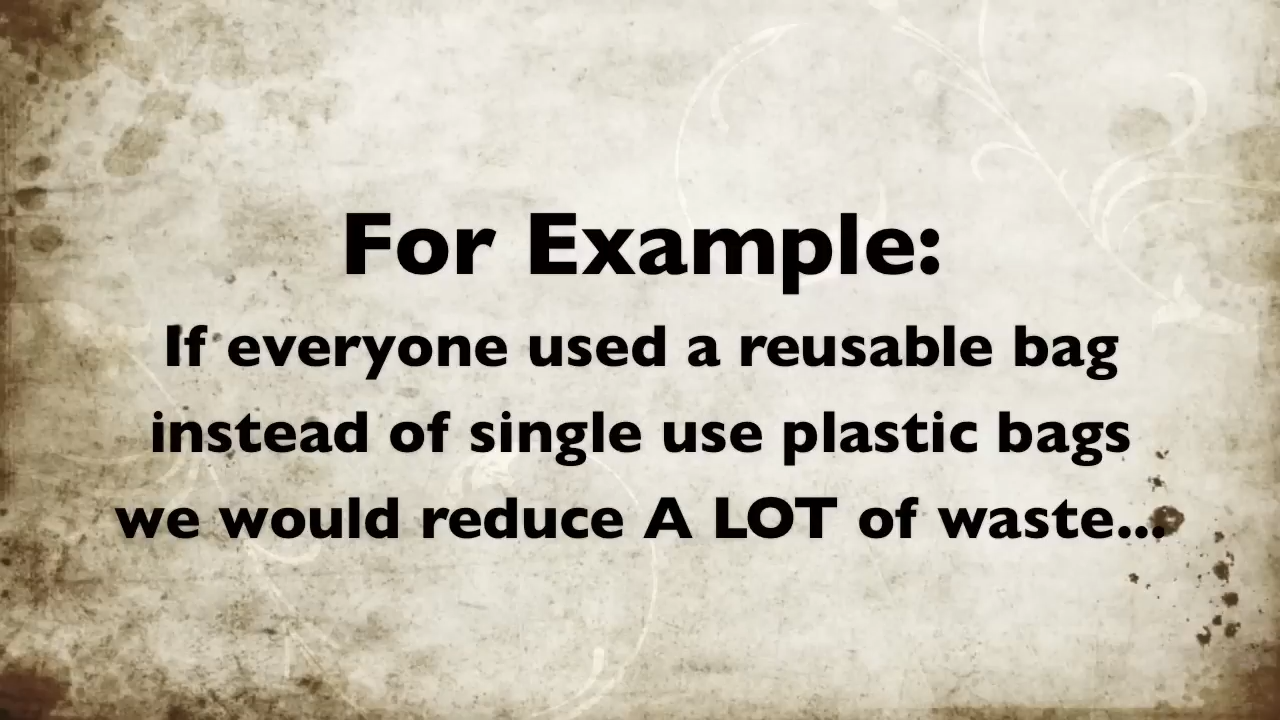 For Example:
If everyone used a reusable bag
instead of single use plastic bags
we would reduce A LOT of waste...